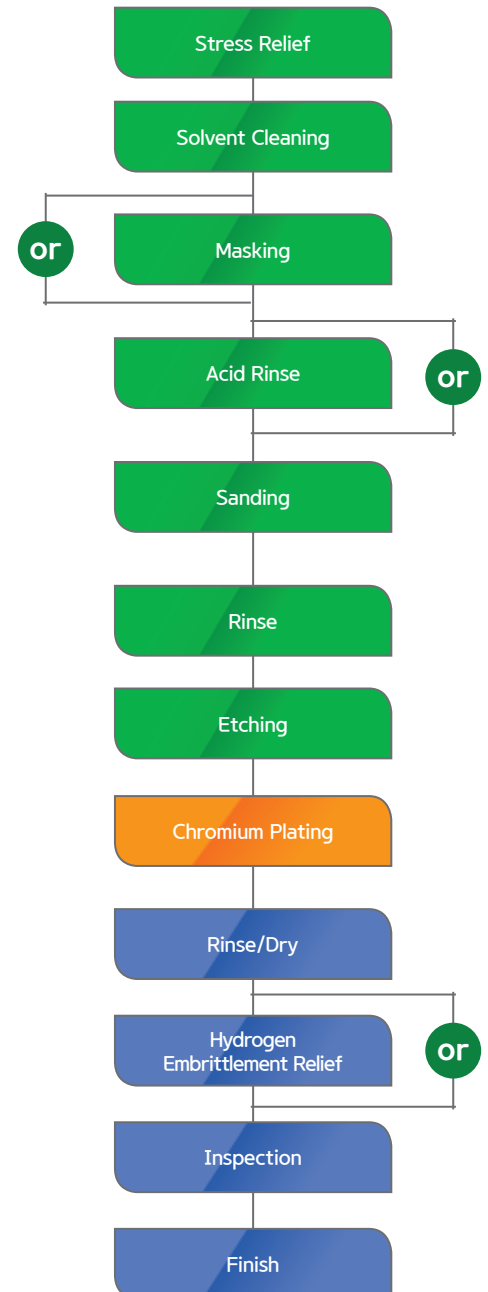 Stress Relief
Solvent Cleaning
or
Masking
Acid Rinse
or
Sanding
Rinse
Etching
Chromium Plating
Rinse/Dry
Hydrogen
Embrittlement Relief
or
Inspection
Finish